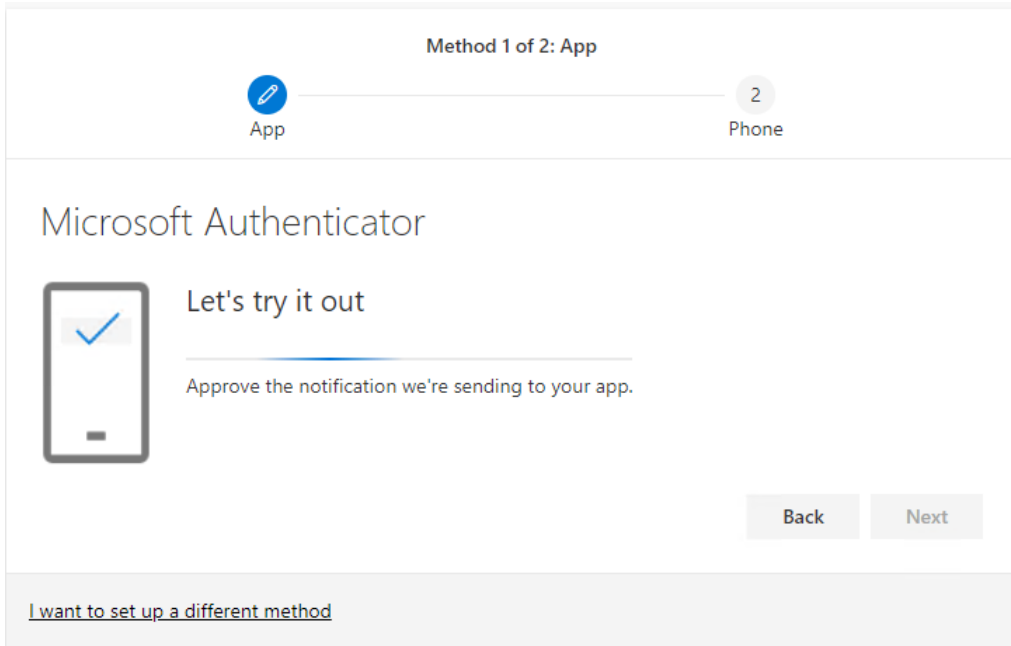 Method 1 of 2: App
2
App
Phone
Microsoft Authenticator
Let's try it out
Approve the notification we're sending to your app.
Back
Next
I want to set up a different method